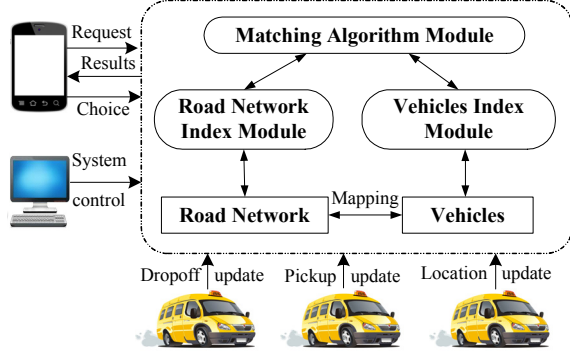 Request
Results
Choice
System
control
Matching Algorithm Module
Road Network
Index Module
Vehicles Index
Module
Road Network
Mapping
Vehicles
Dropoff update
Pickup update
Location update